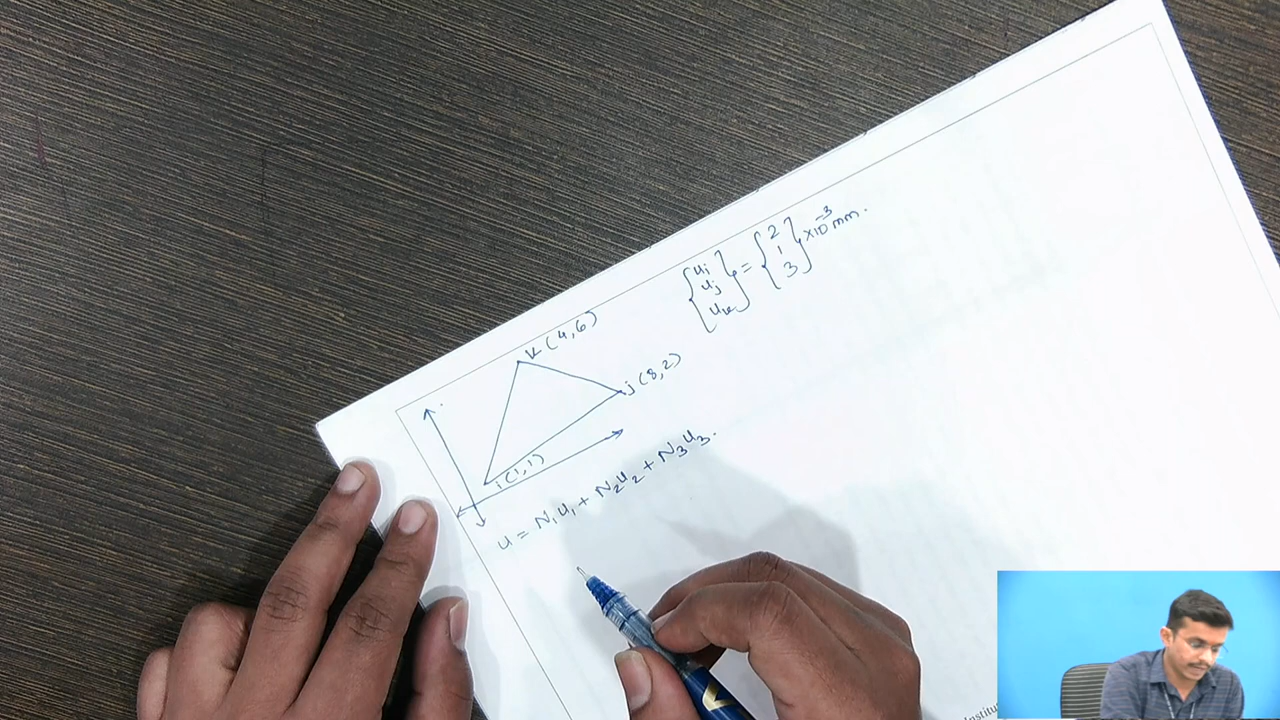 {ui uj uk} = {2 1 3} x10^-3 mm.
k (4,6)
j (8,2)
i (1,1)
u = N1u1 + N2u2 + N3u3.